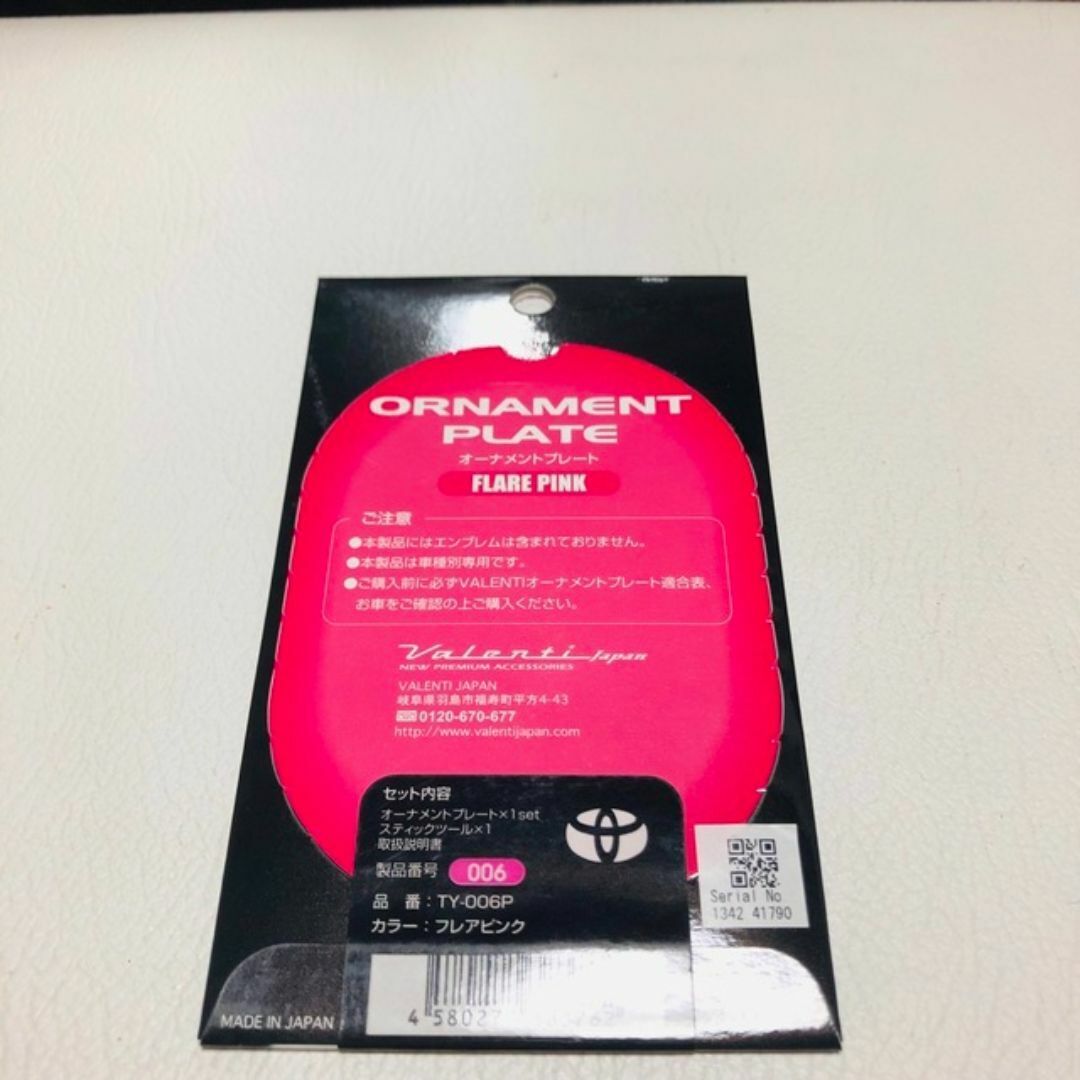 ORNAMENT
PLATE
オーナメントプレート
FLARE PINK
ご注意
●本製品にはエンブレムは含まれておりません。
●本製品は車種別専用です。
●ご購入前に必ずVALENTIオーナメントプレート適合表、
お車をご確認の上ご購入ください。
Valenti Japan
NEW PREMIUM ACCESSORIES
VALENTI JAPAN
岐阜県羽島市福寿町平方4-43
0120-670-677
http://www.valentijapan.com
セット内容
オーナメントプレート×1set
スティックツール×1
取扱説明書
製品番号 006
品 番：TY-006P
カラー：フレアピンク
Serial No
1342 41790
MADE IN JAPAN
4 58027